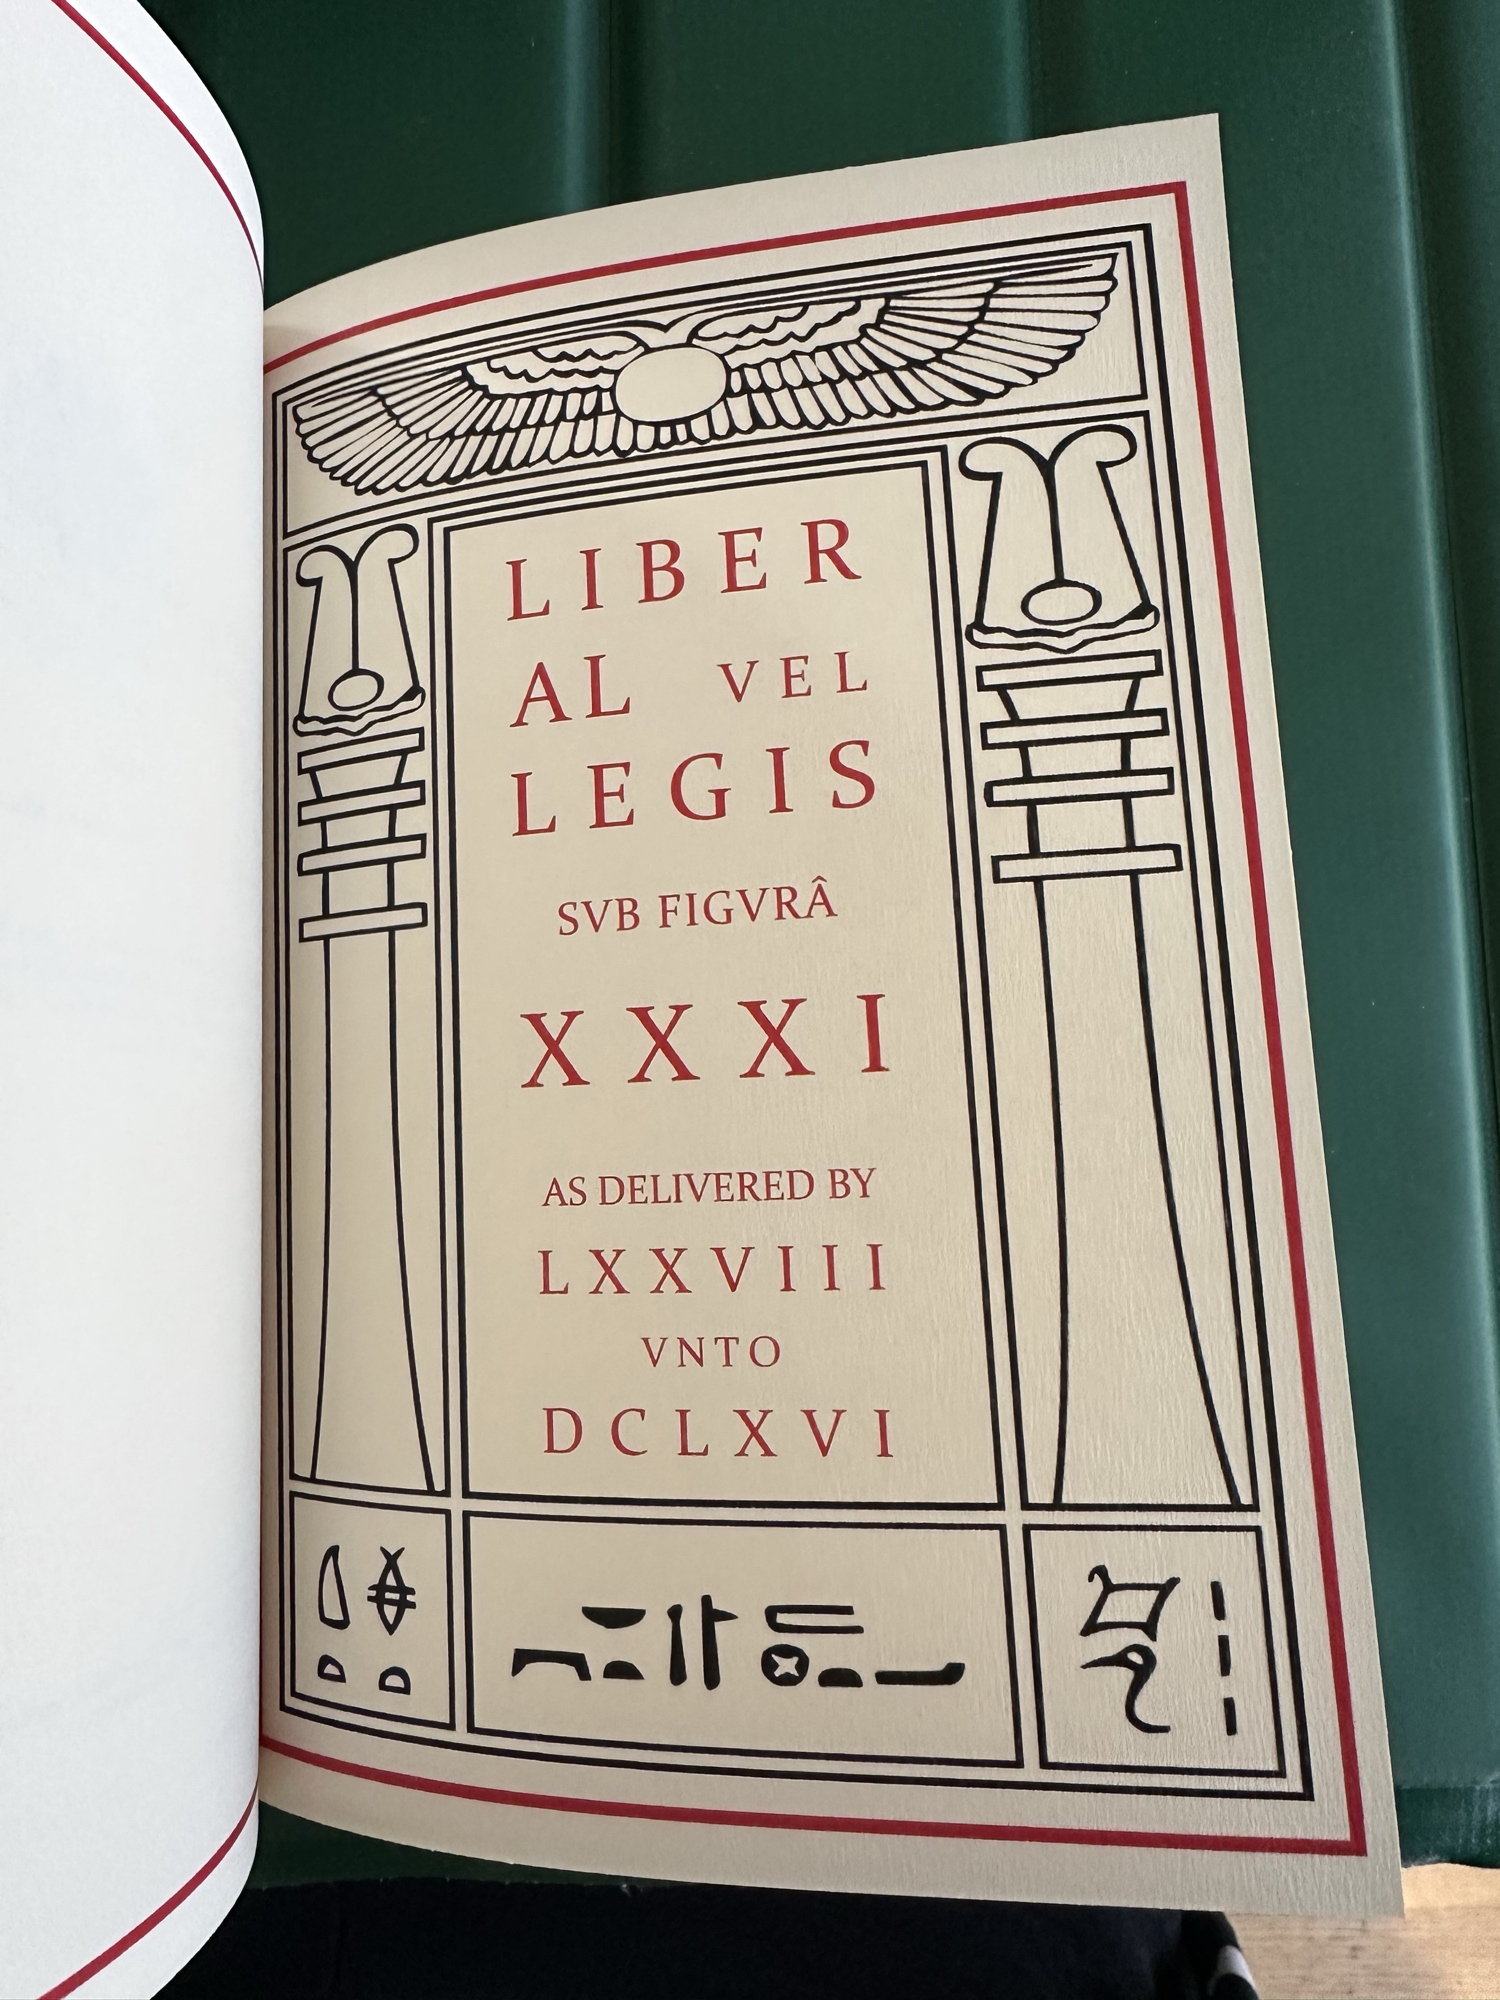 LIBER
AL VEL
LEGIS
SVB FIGVRÂ
XXXI
AS DELIVERED BY
LXXVIII
VNTO
DCLXVI